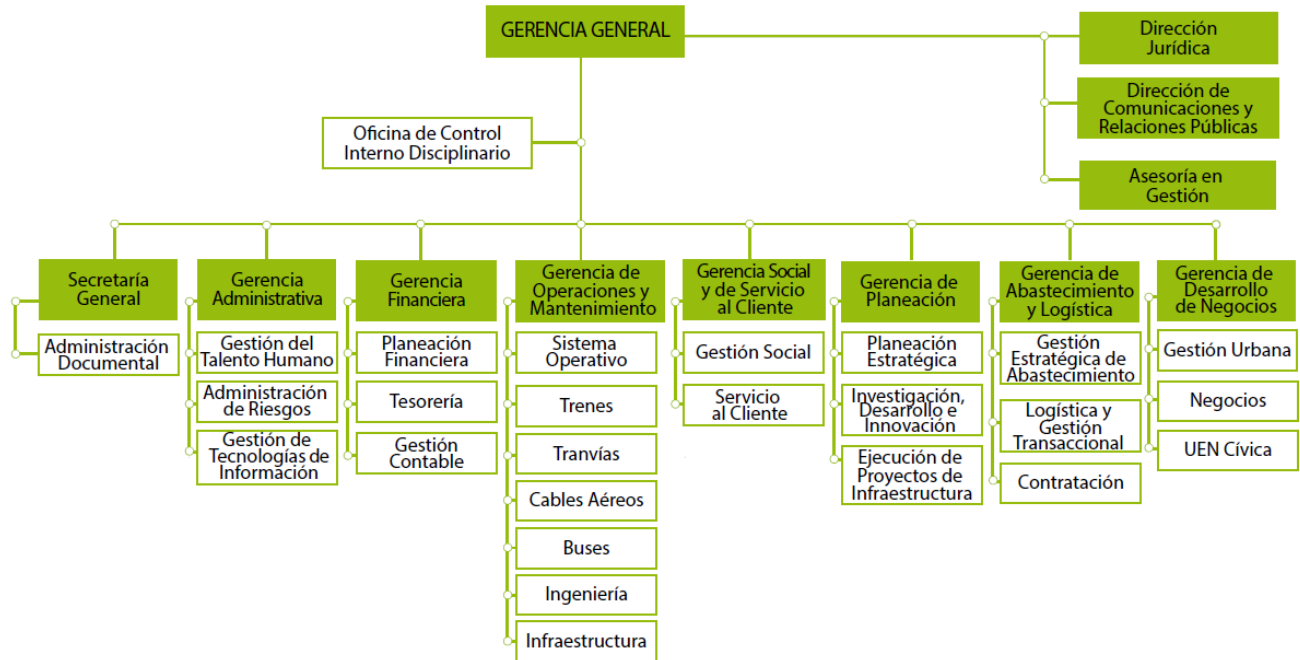 GERENCIA GENERAL
Dirección
Jurídica
Dirección de
Comunicaciones y
Relaciones Públicas
Asesoría en
Gestión
Oficina de Control
Interno Disciplinario
Secretaría
General
Administración
Documental
Gerencia
Administrativa
Gestión del
Talento Humano
Administración
de Riesgos
Gestión de
Tecnologías de
Información
Gerencia
Financiera
Planeación
Financiera
Tesorería
Gestión
Contable
Gerencia de
Operaciones y
Mantenimiento
Sistema
Operativo
Trenes
Tranvías
Cables Aéreos
Buses
Ingeniería
Infraestructura
Gerencia Social
y de Servicio
al Cliente
Gestión Social
Servicio
al Cliente
Gerencia de
Planeación
Planeación
Estratégica
Investigación,
Desarrollo e
Innovación
Ejecución de
Proyectos de
Infraestructura
Gerencia de
Abastecimiento
y Logística
Gestión
Estratégica de
Abastecimiento
Logística y
Gestión
Transaccional
Contratación
Gerencia de
Desarrollo
de Negocios
Gestión Urbana
Negocios
UEN Cívica